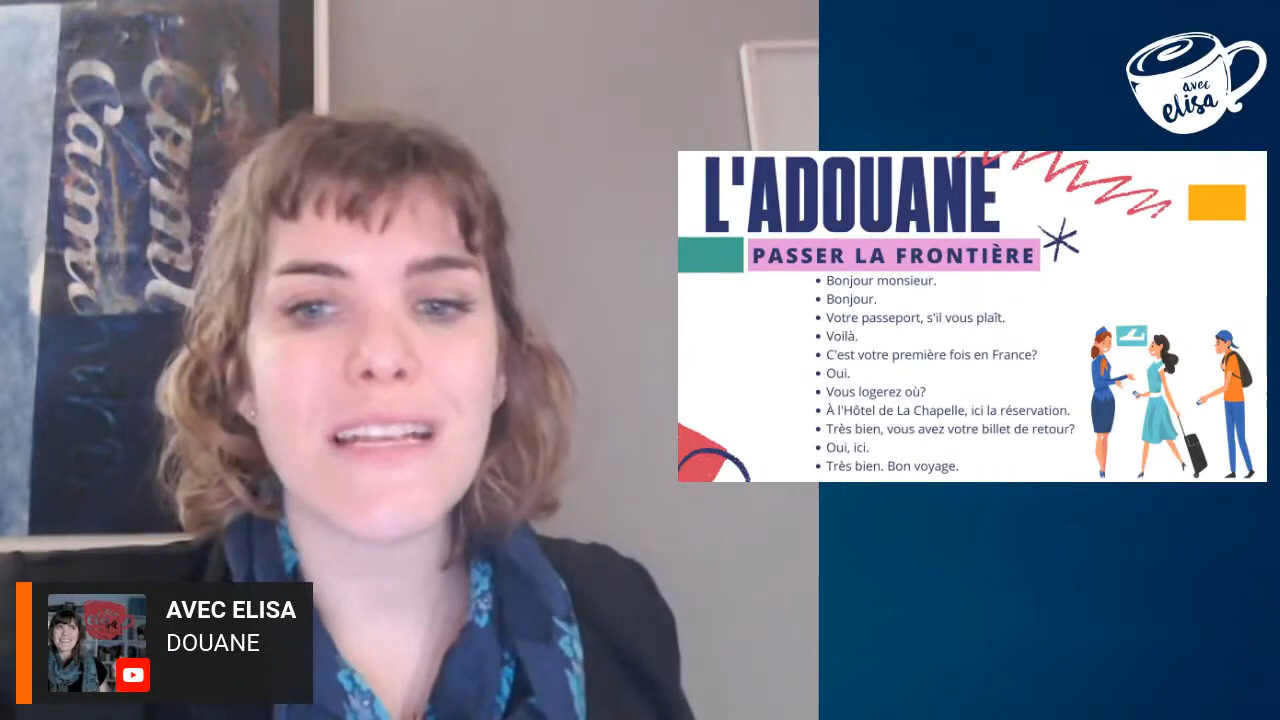 avec
elisa
L'ADOUANE
PASSER LA FRONTIÈRE
• Bonjour monsieur.
• Bonjour.
• Votre passeport, s'il vous plaît.
• Voilà.
• C'est votre première fois en France?
• Oui.
• Vous logerez où?
• À l'Hôtel de La Chapelle, ici la réservation.
• Très bien, vous avez votre billet de retour?
• Oui, ici.
• Très bien. Bon voyage.
AVEC ELISA
DOUANE